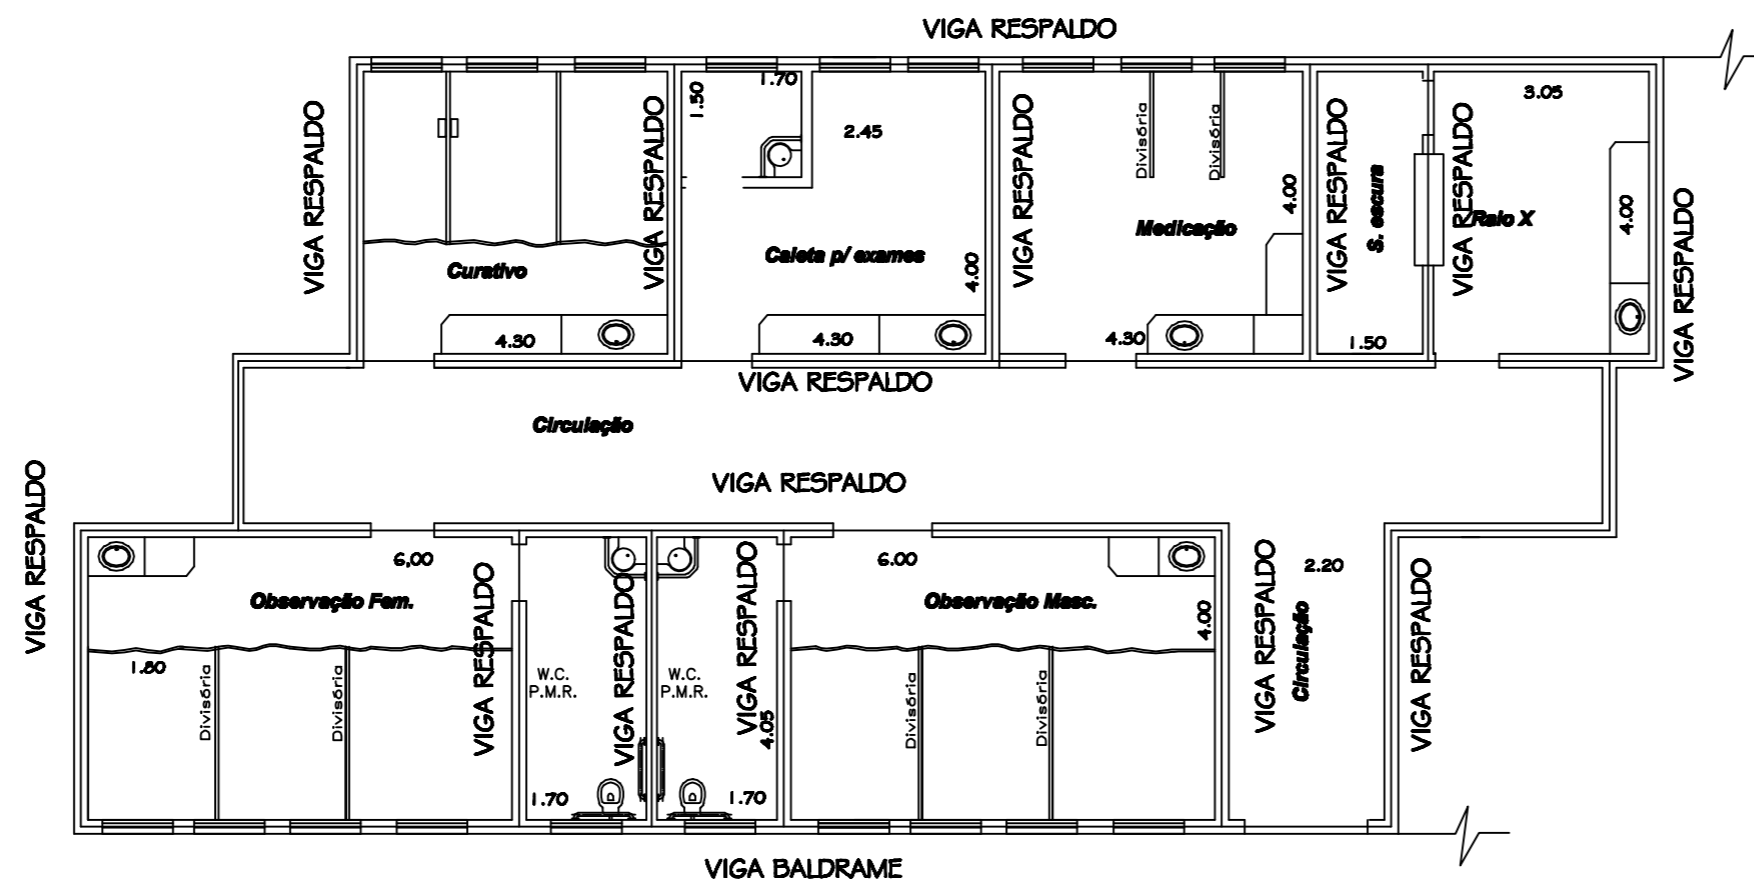 VIGA RESPALDO
1.70
3.05
1.50
2.45
Divisória
Divisória
VIGA RESPALDO
VIGA RESPALDO
VIGA RESPALDO
VIGA RESPALDO
VIGA RESPALDO
VIGA RESPALDO
S. escura
4.00
4.00
Raio X
Medicação
Caleta p/ exames
Curativo
4.00
4.30
4.30
4.30
1.50
VIGA RESPALDO
VIGA RESPALDO
Circulação
VIGA RESPALDO
VIGA RESPALDO
6,00
6.00
2.20
Observação Fem.
Observação Masc.
4.00
VIGA RESPALDO
VIGA RESPALDO
VIGA RESPALDO
VIGA RESPALDO
Circulação
VIGA RESPALDO
1.80
Divisória
Divisória
W.C.
P.M.R.
W.C.
P.M.R.
4.05
Divisória
Divisória
1.70
1.70
VIGA BALDRAME